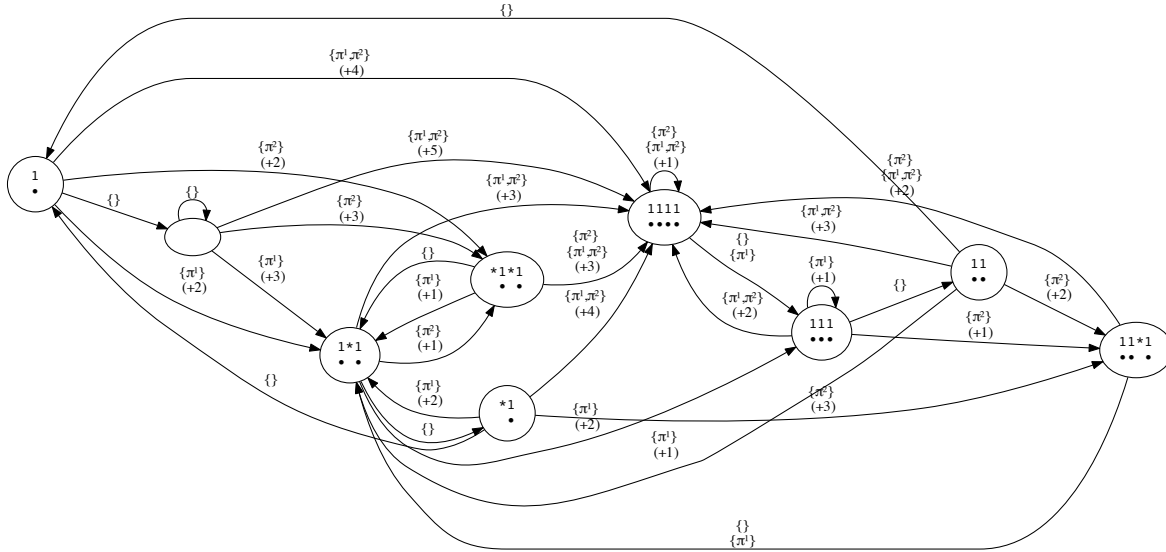 {}
{π¹,π²}
(+4)
{π²}
(+2)
{π¹,π²}
(+5)
{π²}
{π¹,π²}
(+1)
{π²}
{π¹,π²}
(+2)
1
•
{}
{}
{π²}
(+3)
{π¹,π²}
(+3)
1111
••••
{π¹,π²}
(+3)
{π¹}
(+2)
{π¹}
(+3)
{}
{π¹}
(+1)
*1*1
• •
{π²}
{π¹,π²}
(+3)
{}
{π¹}
{π¹}
(+1)
11
••
{π²}
(+2)
{π²}
(+1)
{π¹,π²}
(+4)
{π¹,π²}
(+2)
111
•••
{}
{π²}
(+1)
1*1
• •
11*1
•• •
{}
{π¹}
(+2)
{}
*1
•
{π¹}
(+2)
{π²}
(+3)
{π¹}
(+1)
{}
{π¹}